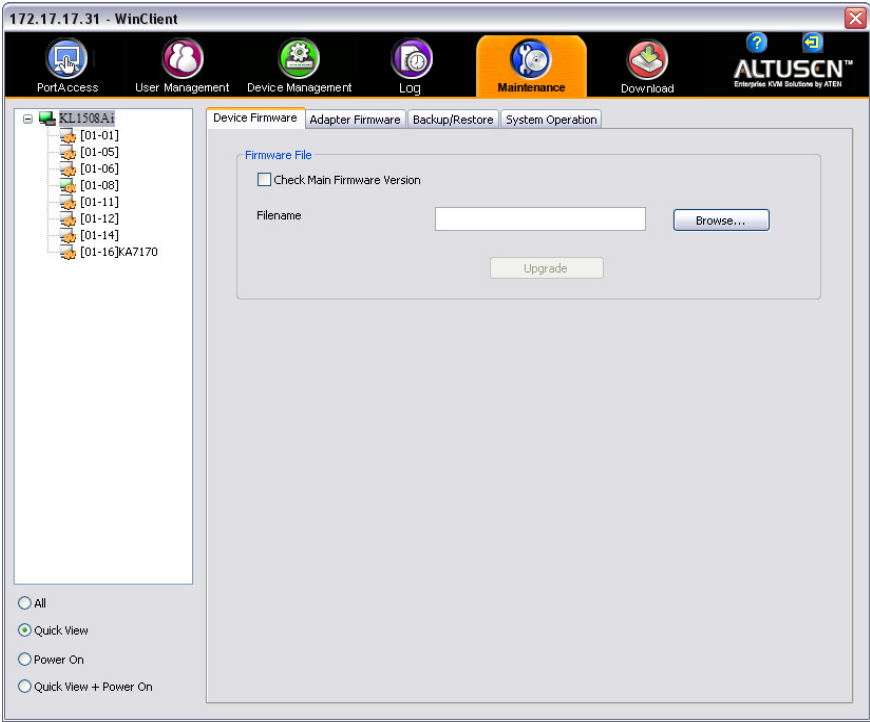 172.17.17.31 - WinClient
PortAccess
User Management
Device Management
Log
Maintenance
Download
ALTUSCN™
Enterprise KVM Solutions by ATEN
KL1508Ai
[01-01]
[01-05]
[01-06]
[01-08]
[01-11]
[01-12]
[01-14]
[01-16]KA7170
Device Firmware
Adapter Firmware
Backup/Restore
System Operation
Firmware File
Check Main Firmware Version
Filename
Browse...
Upgrade
All
Quick View
Power On
Quick View + Power On